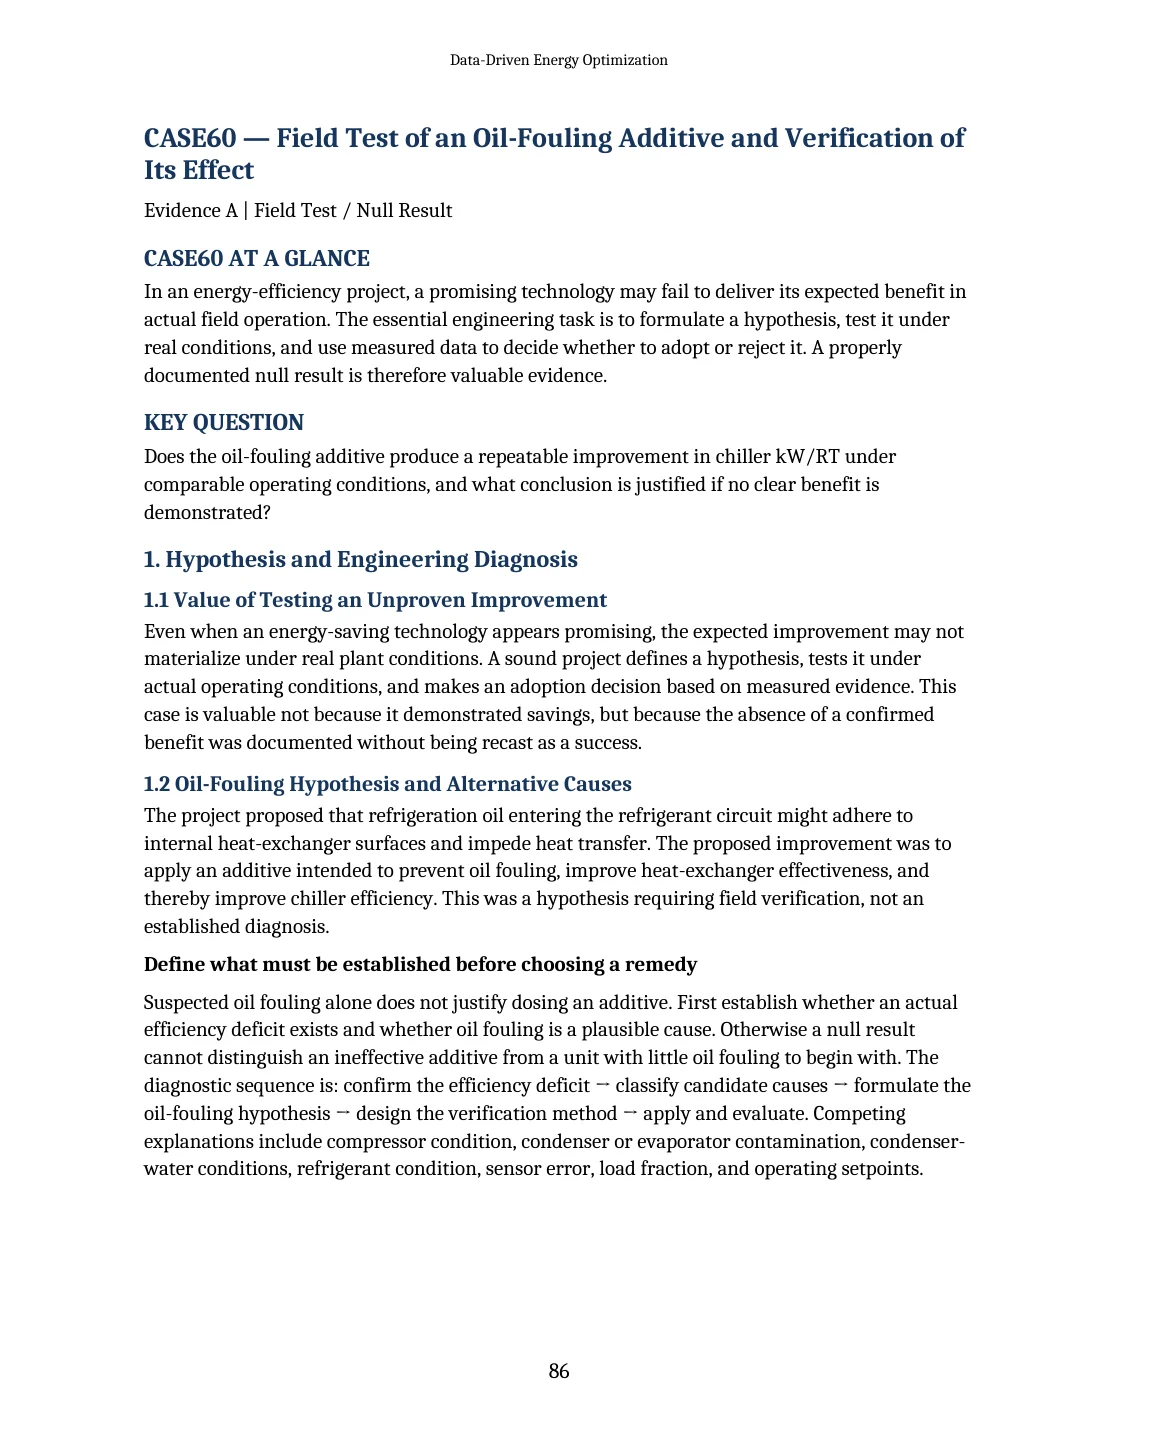 Data-Driven Energy Optimization
CASE60 — Field Test of an Oil-Fouling Additive and Verification of
Its Effect
Evidence A | Field Test / Null Result
CASE60 AT A GLANCE
In an energy-efficiency project, a promising technology may fail to deliver its expected benefit in
actual field operation. The essential engineering task is to formulate a hypothesis, test it under
real conditions, and use measured data to decide whether to adopt or reject it. A properly
documented null result is therefore valuable evidence.
KEY QUESTION
Does the oil-fouling additive produce a repeatable improvement in chiller kW/RT under
comparable operating conditions, and what conclusion is justified if no clear benefit is
demonstrated?
1. Hypothesis and Engineering Diagnosis
1.1 Value of Testing an Unproven Improvement
Even when an energy-saving technology appears promising, the expected improvement may not
materialize under real plant conditions. A sound project defines a hypothesis, tests it under
actual operating conditions, and makes an adoption decision based on measured evidence. This
case is valuable not because it demonstrated savings, but because the absence of a confirmed
benefit was documented without being recast as a success.
1.2 Oil-Fouling Hypothesis and Alternative Causes
The project proposed that refrigeration oil entering the refrigerant circuit might adhere to
internal heat-exchanger surfaces and impede heat transfer. The proposed improvement was to
apply an additive intended to prevent oil fouling, improve heat-exchanger effectiveness, and
thereby improve chiller efficiency. This was a hypothesis requiring field verification, not an
established diagnosis.
Define what must be established before choosing a remedy
Suspected oil fouling alone does not justify dosing an additive. First establish whether an actual
efficiency deficit exists and whether oil fouling is a plausible cause. Otherwise a null result
cannot distinguish an ineffective additive from a unit with little oil fouling to begin with. The
diagnostic sequence is: confirm the efficiency deficit → classify candidate causes → formulate the
oil-fouling hypothesis → design the verification method → apply and evaluate. Competing
explanations include compressor condition, condenser or evaporator contamination, condenser-
water conditions, refrigerant condition, sensor error, load fraction, and operating setpoints.
86